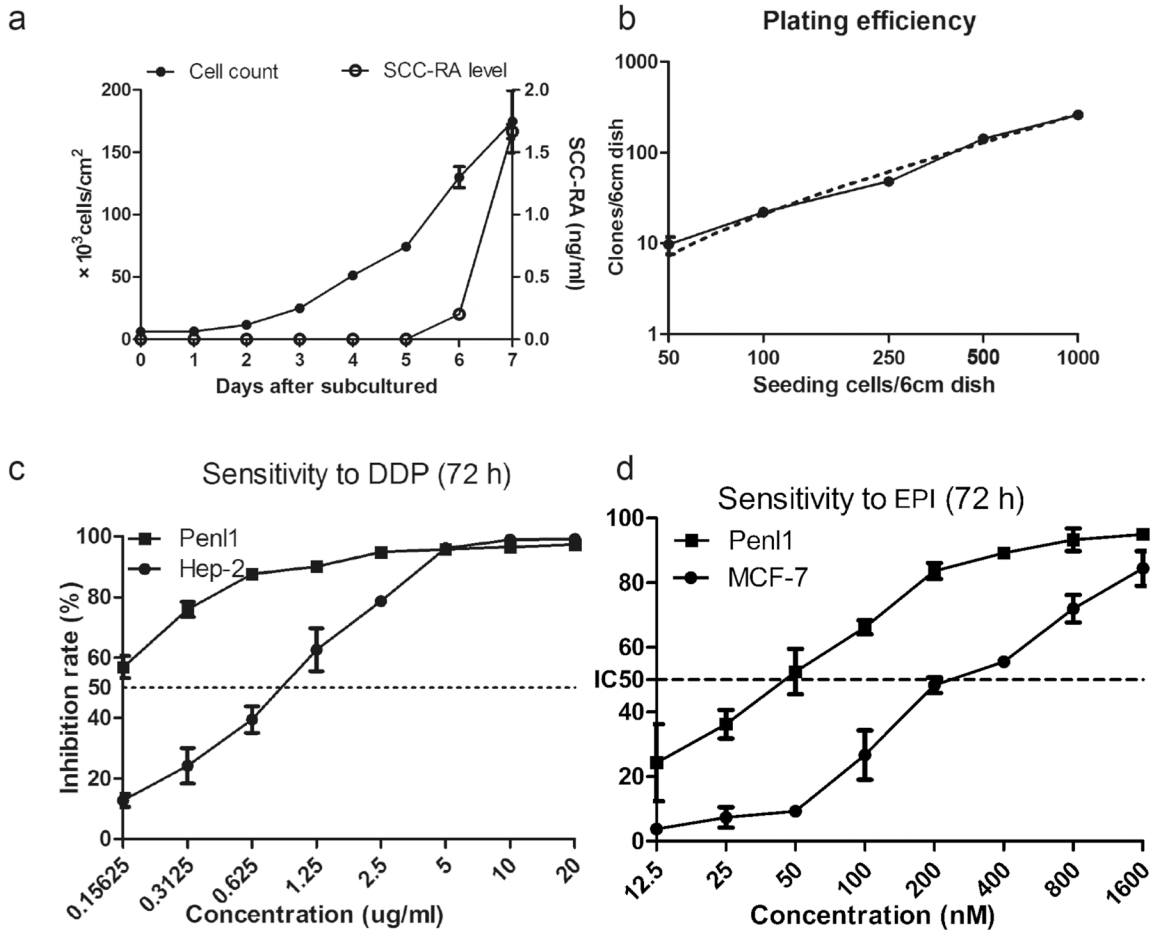 a
Cell count
SCC-RA level
200
150
100
50
0
× 10³cells/cm²
2.0
1.5
1.0
0.5
0.0
SCC-RA (ng/ml)
0 1 2 3 4 5 6 7
Days after subcultured
b
Plating efficiency
1000
100
10
1
Clones/6cm dish
50 100 250 500 1000
Seeding cells/6cm dish
c
Sensitivity to DDP (72 h)
Penl1
Hep-2
100
80
60
50
40
20
0
Inhibition rate (%)
0.15625 0.3125 0.625 1.25 2.5 5 10 20
Concentration (ug/ml)
d
Sensitivity to EPI (72 h)
Penl1
MCF-7
100
80
60
IC50
40
20
0
12.5 25 50 100 200 400 800 1600
Concentration (nM)